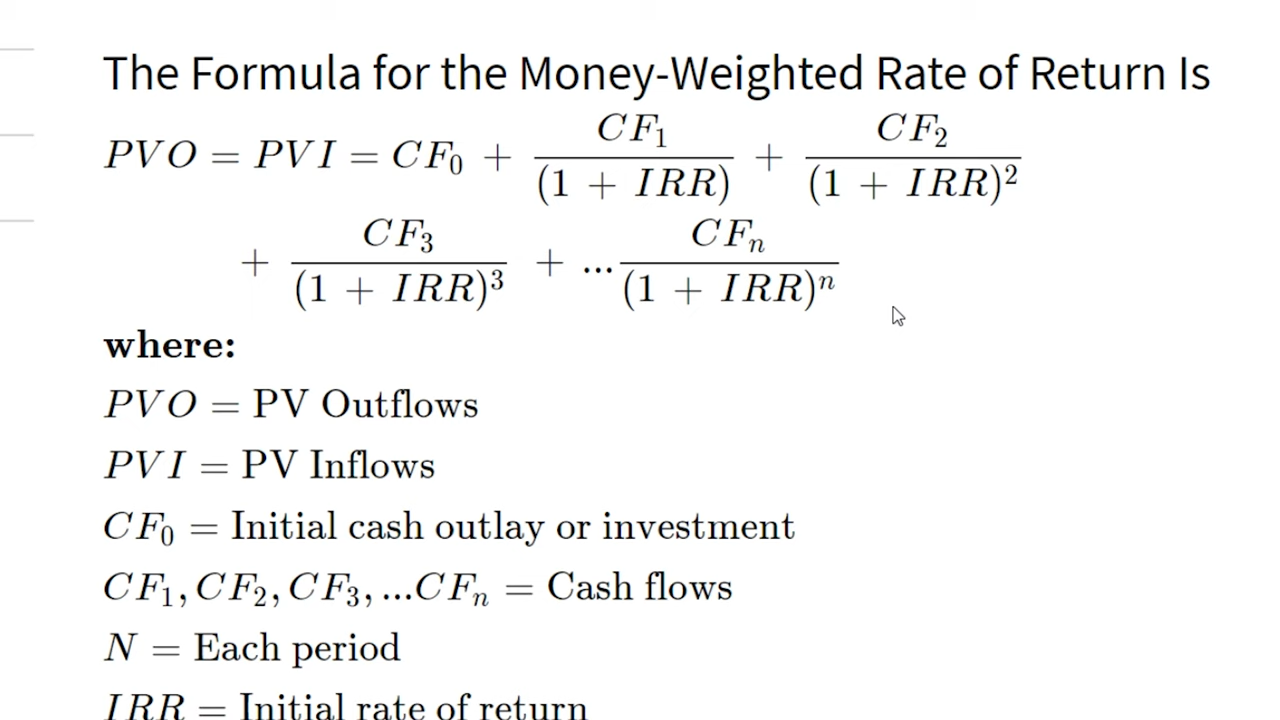 The Formula for the Money-Weighted Rate of Return Is
PVO = PVI = CF₀ + CF₁/(1 + IRR) + CF₂/(1 + IRR)²
+ CF₃/(1 + IRR)³ + ... CFₙ/(1 + IRR)ⁿ
where:
PVO = PV Outflows
PVI = PV Inflows
CF₀ = Initial cash outlay or investment
CF₁, CF₂, CF₃, ...CFₙ = Cash flows
N = Each period
IRR = Initial rate of return